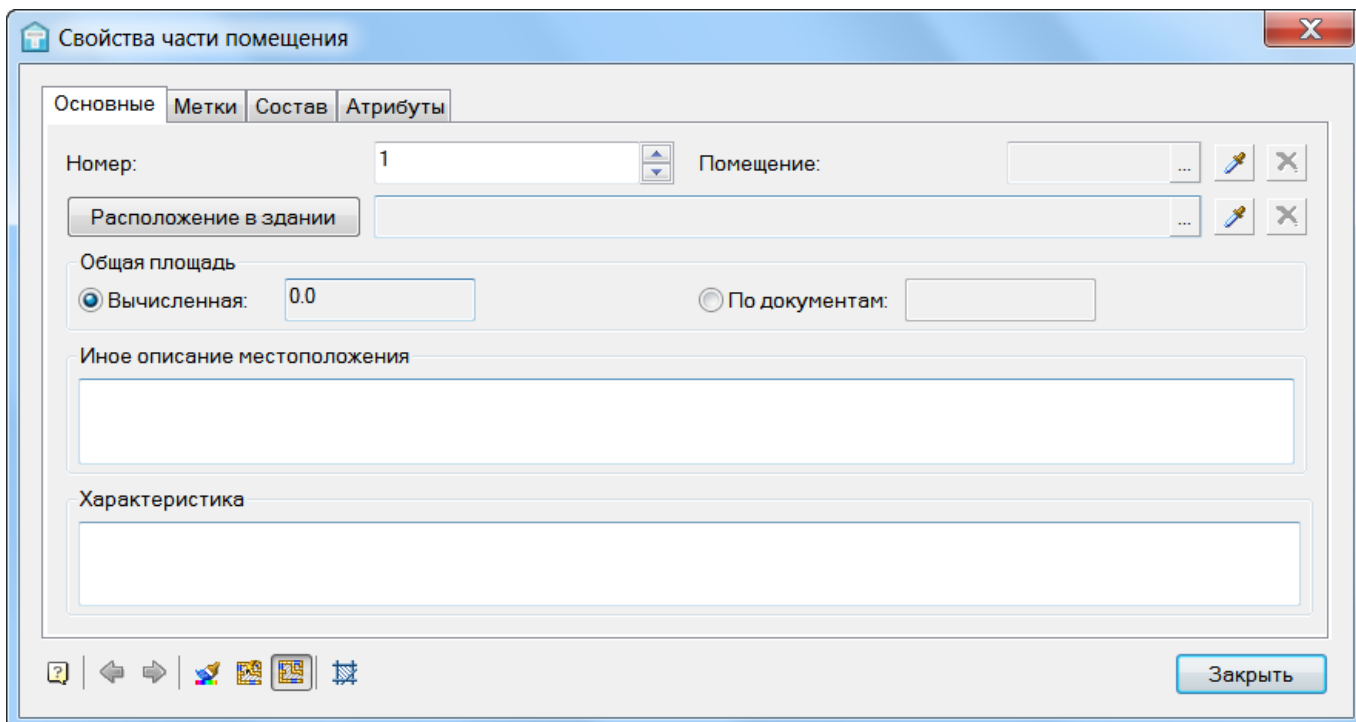 Свойства части помещения
Основные Метки Состав Атрибуты
Номер: 1 Помещение: ...
Расположение в здании ...
Общая площадь
Вычисленная: 0.0 По документам:
Иное описание местоположения
Характеристика
? Закрыть